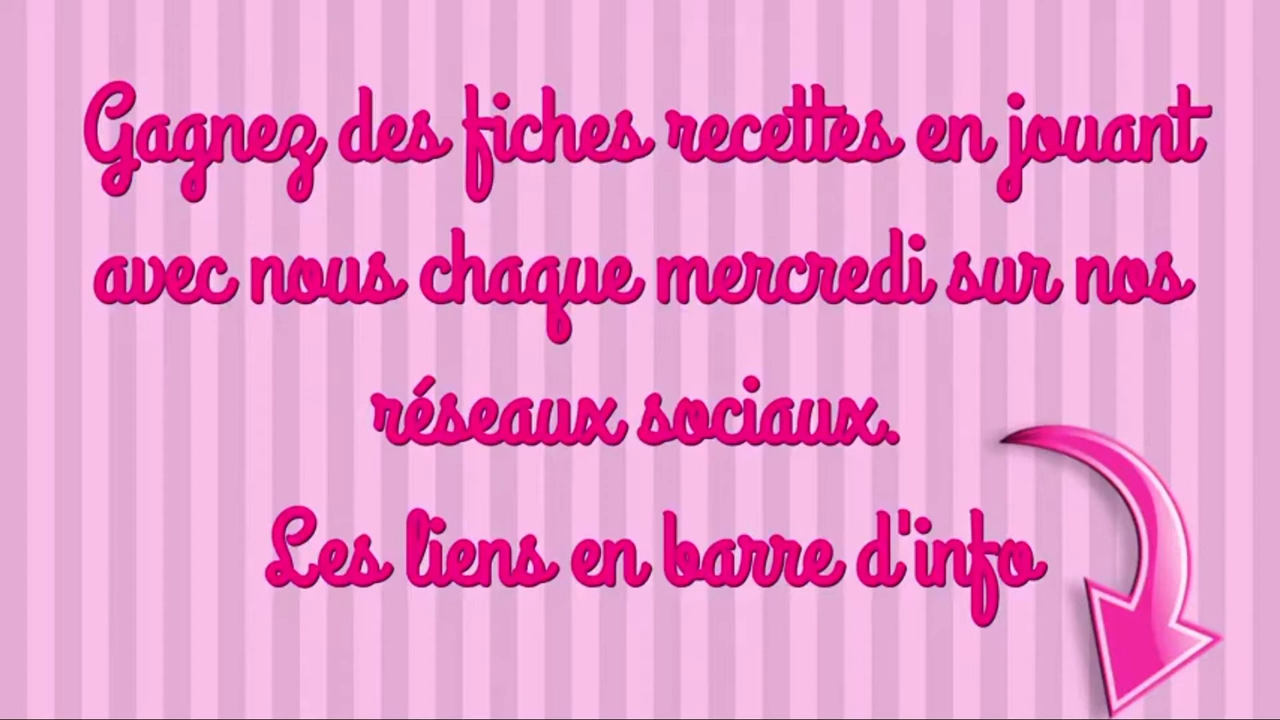 Gagnez des fiches recettes en jouant
avec nous chaque mercredi sur nos
réseaux sociaux.
Les liens en barre d'info